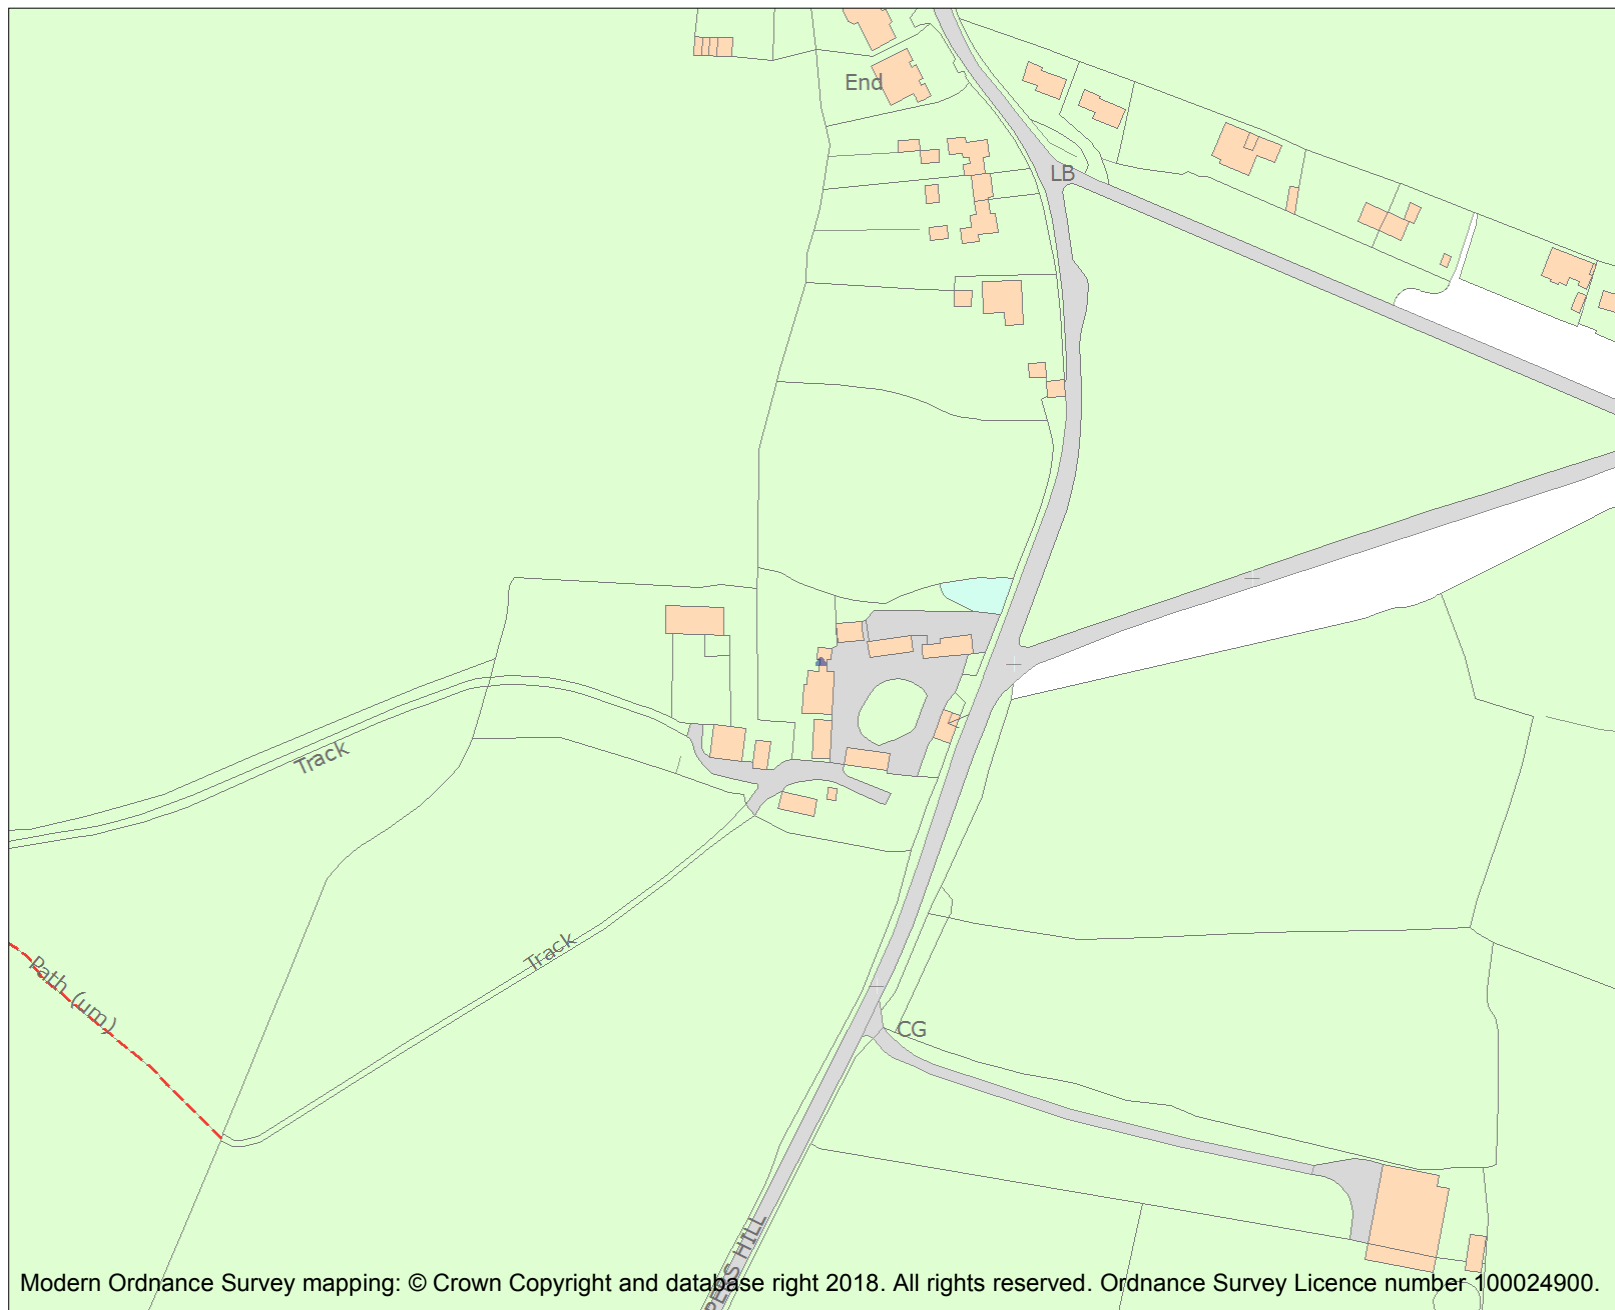 End
LB
Track
Track
Path (um)
CG
HILL
Modern Ordnance Survey mapping: © Crown Copyright and database right 2018. All rights reserved. Ordnance Survey Licence number 100024900.